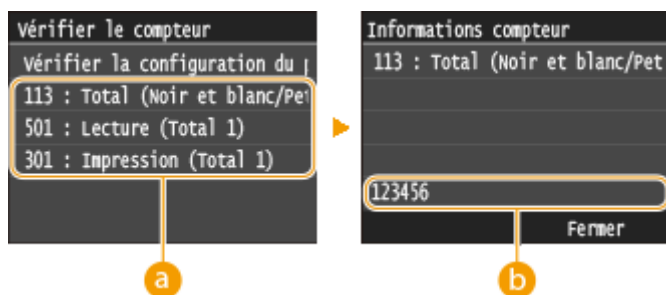 Vérifier le compteur
Vérifier la configuration du
113 : Total (Noir et blanc/Pet
501 : Lecture (Total 1)
301 : Impression (Total 1)
a
Informations compteur
113 : Total (Noir et blanc/Pet
123456
Fermer
b